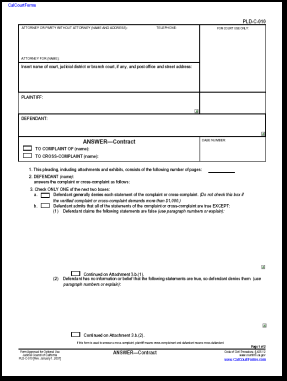 CalCourtForms
PLD-C-010
ATTORNEY OR PARTY WITHOUT ATTORNEY (NAME AND ADDRESS): TELEPHONE: FOR COURT USE ONLY
ATTORNEY FOR (NAME):
Insert name of court, judicial district or branch court, if any, and post office and street address:
PLAINTIFF:
DEFENDANT:
ANSWER—Contract
TO COMPLAINT OF (name):
TO CROSS-COMPLAINT (name):
CASE NUMBER:
1. This pleading, including attachments and exhibits, consists of the following number of pages:
2. DEFENDANT (name):
answers the complaint or cross-complaint as follows:
3. Check ONLY ONE of the next two boxes:
a. Defendant generally denies each statement of the complaint or cross-complaint. (Do not check this box if
the verified complaint or cross-complaint demands more than $1,000.)
b. Defendant admits that all of the statements of the complaint or cross-complaint are true EXCEPT:
(1) Defendant claims the following statements are false (use paragraph numbers or explain):
Continued on Attachment 3.b.(1).
(2) Defendant has no information or belief that the following statements are true, so defendant denies them (use
paragraph numbers or explain):
Continued on Attachment 3.b.(2).
If this form is used to answer a cross-complaint, plaintiff means cross-complainant and defendant means cross-defendant.
Page 1 of 2
Form Approved for Optional Use
Judicial Council of California
PLD-C-010 [Rev. January 1, 2007]
ANSWER—Contract
Code of Civil Procedure, § 425.12
www.CalCourtForms.com